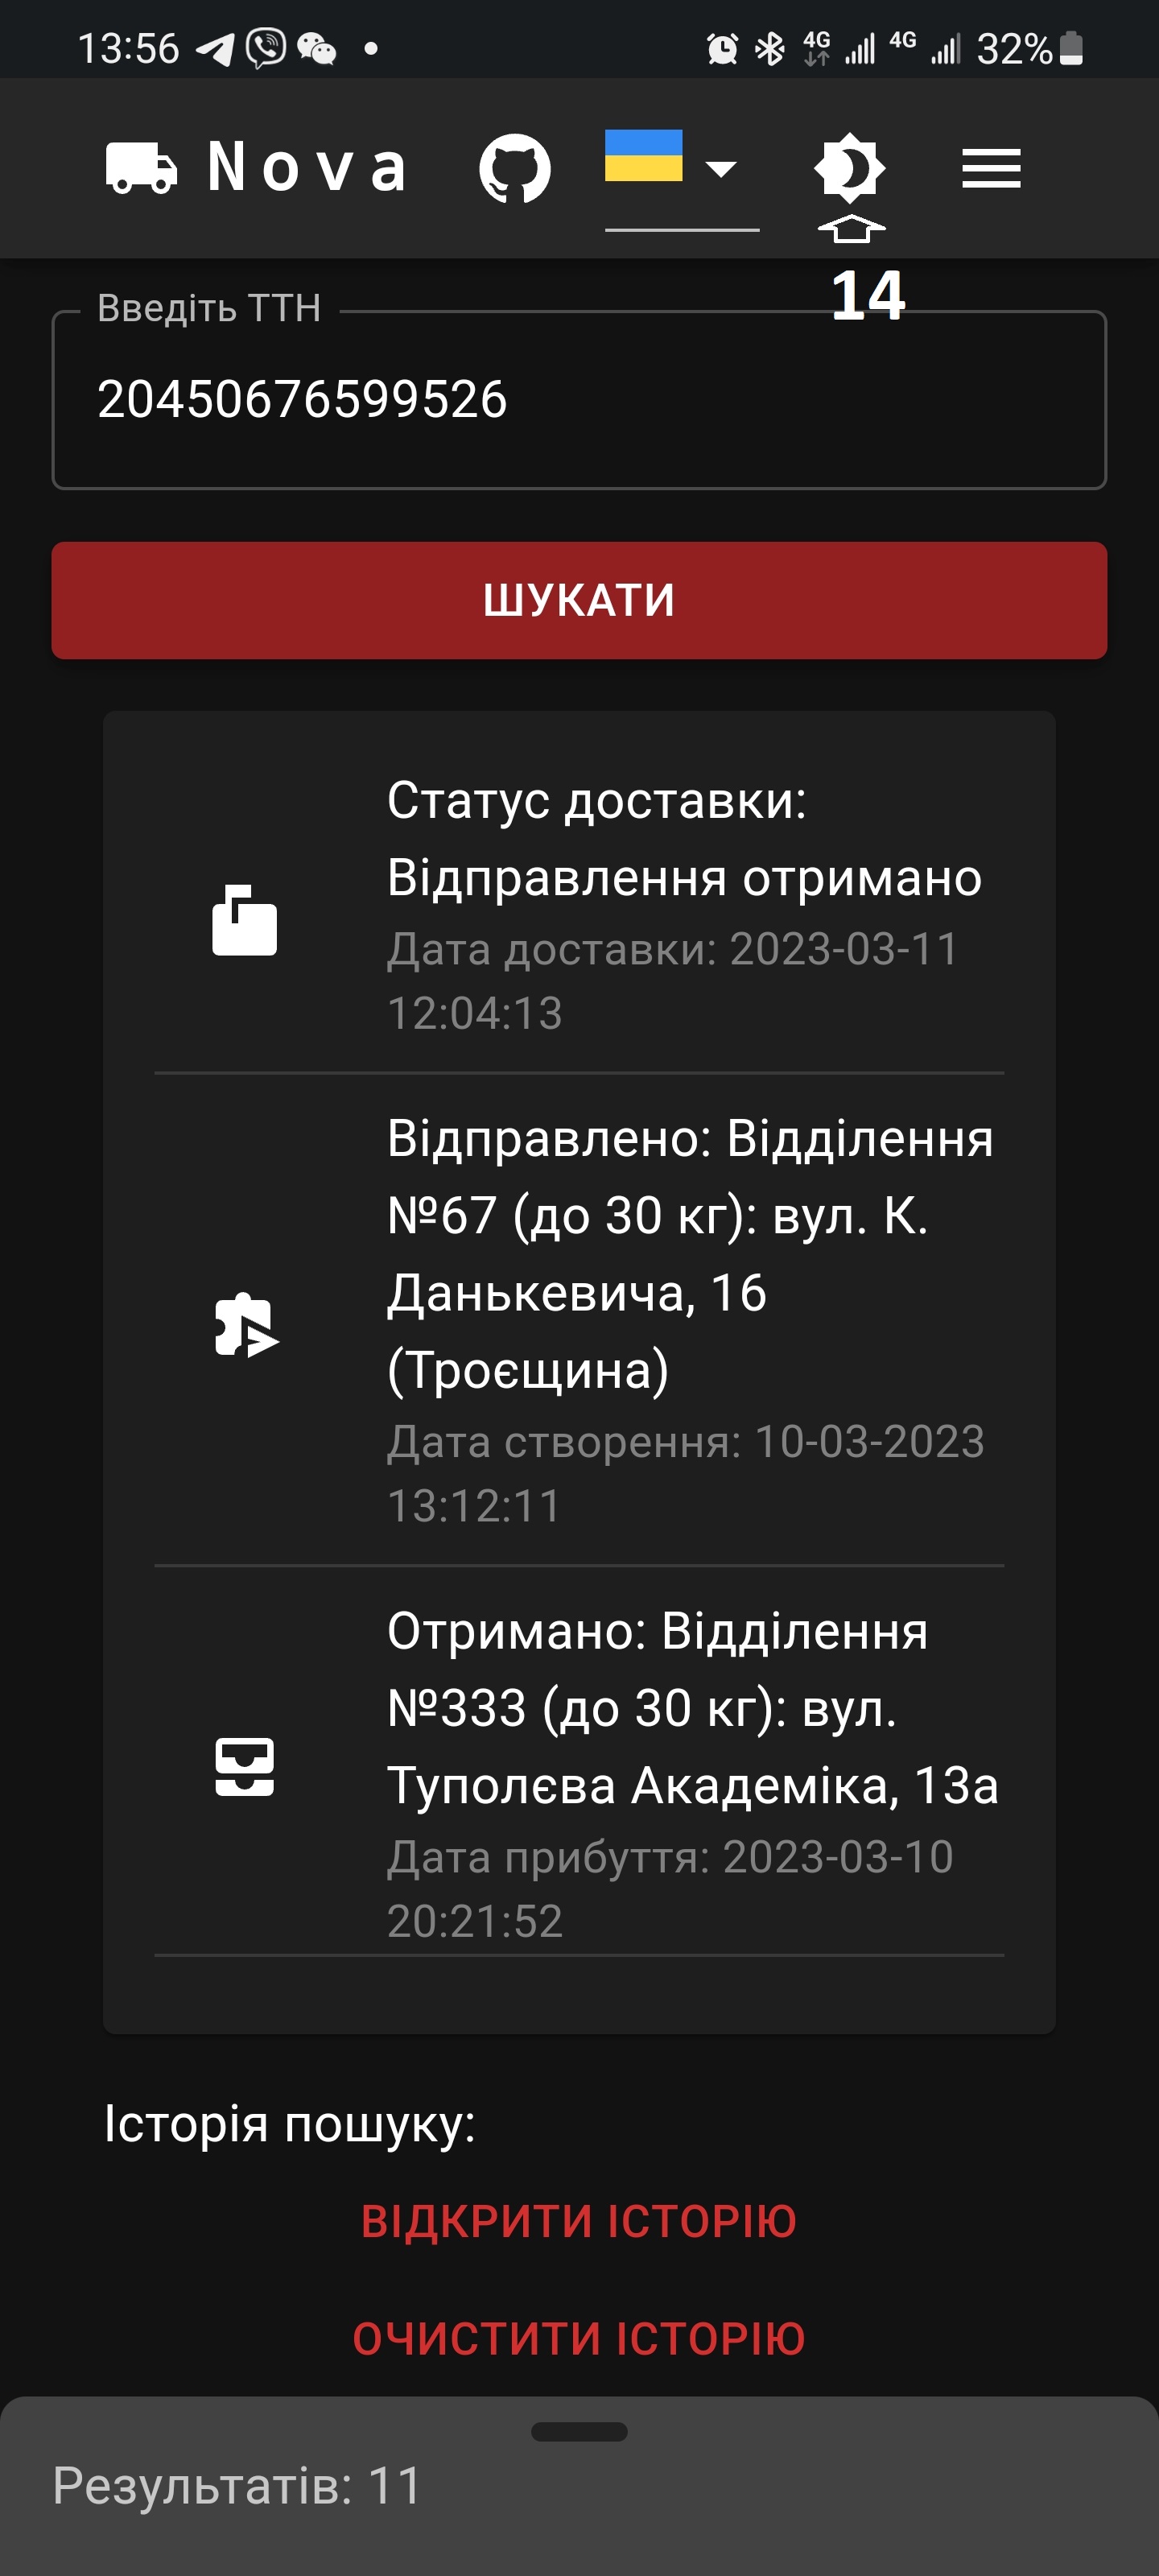 13:56
4G 4G 32%
Nova
14
Введіть ТТН
20450676599526
ШУКАТИ
Статус доставки:
Відправлення отримано
Дата доставки: 2023-03-11
12:04:13
Відправлено: Відділення
№67 (до 30 кг): вул. К.
Данькевича, 16
(Троєщина)
Дата створення: 10-03-2023
13:12:11
Отримано: Відділення
№333 (до 30 кг): вул.
Туполєва Академіка, 13а
Дата прибуття: 2023-03-10
20:21:52
Історія пошуку:
ВІДКРИТИ ІСТОРІЮ
ОЧИСТИТИ ІСТОРІЮ
Результатів: 11